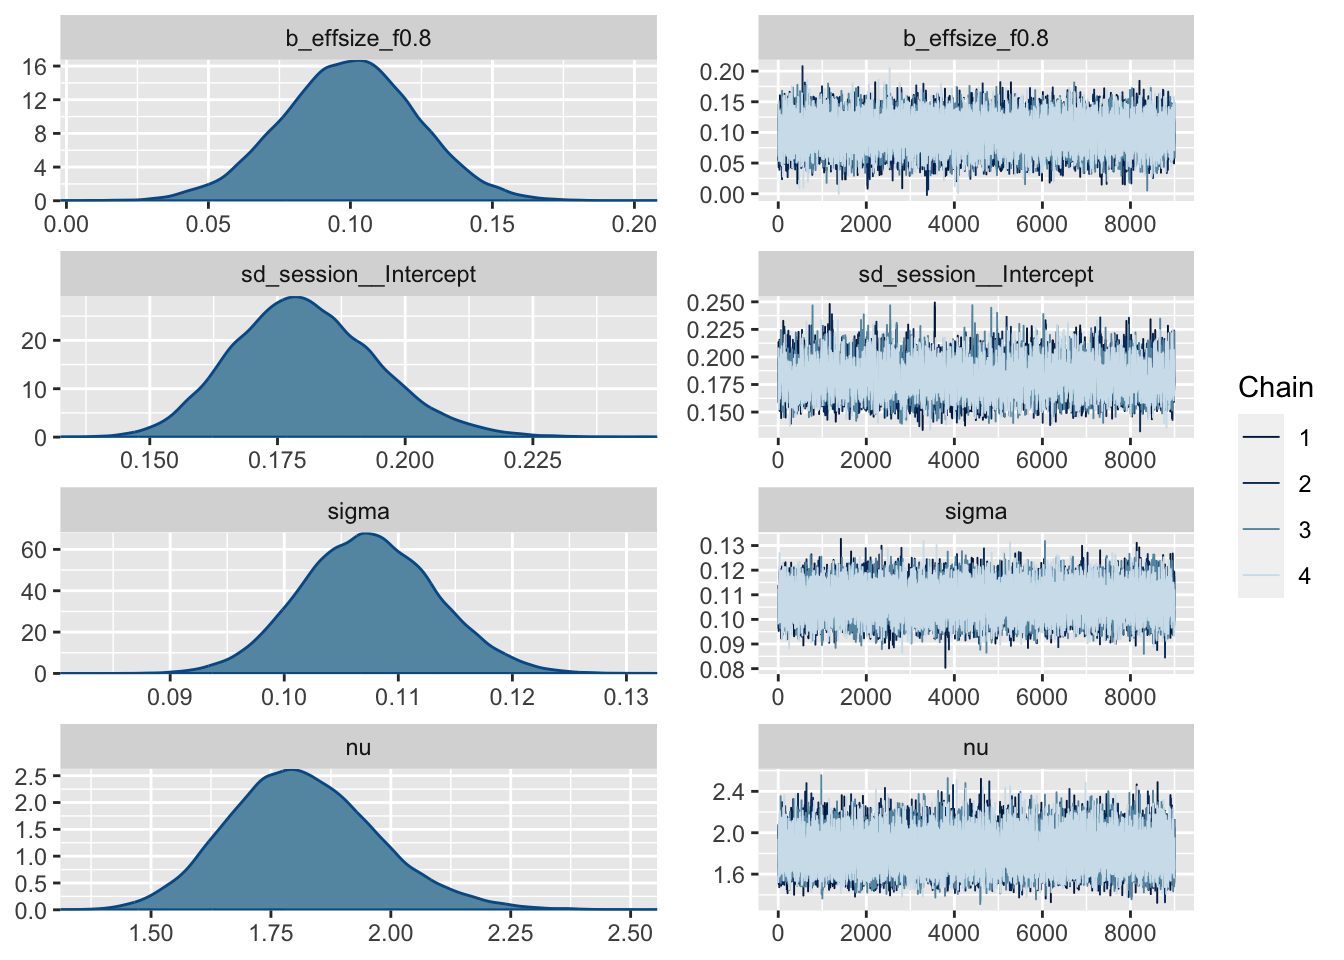 b_effsize_f0.8
16
12
8
4
0
0.00 0.05 0.10 0.15 0.20
b_effsize_f0.8
0.20
0.15
0.10
0.05
0.00
0 2000 4000 6000 8000
sd_session__Intercept
20
10
0
0.150 0.175 0.200 0.225
sd_session__Intercept
0.250
0.225
0.200
0.175
0.150
0 2000 4000 6000 8000
sigma
60
40
20
0
0.09 0.10 0.11 0.12 0.13
sigma
0.13
0.12
0.11
0.10
0.09
0.08
0 2000 4000 6000 8000
nu
2.5
2.0
1.5
1.0
0.5
0.0
1.50 1.75 2.00 2.25 2.50
nu
2.4
2.0
1.6
0 2000 4000 6000 8000
Chain
1
2
3
4